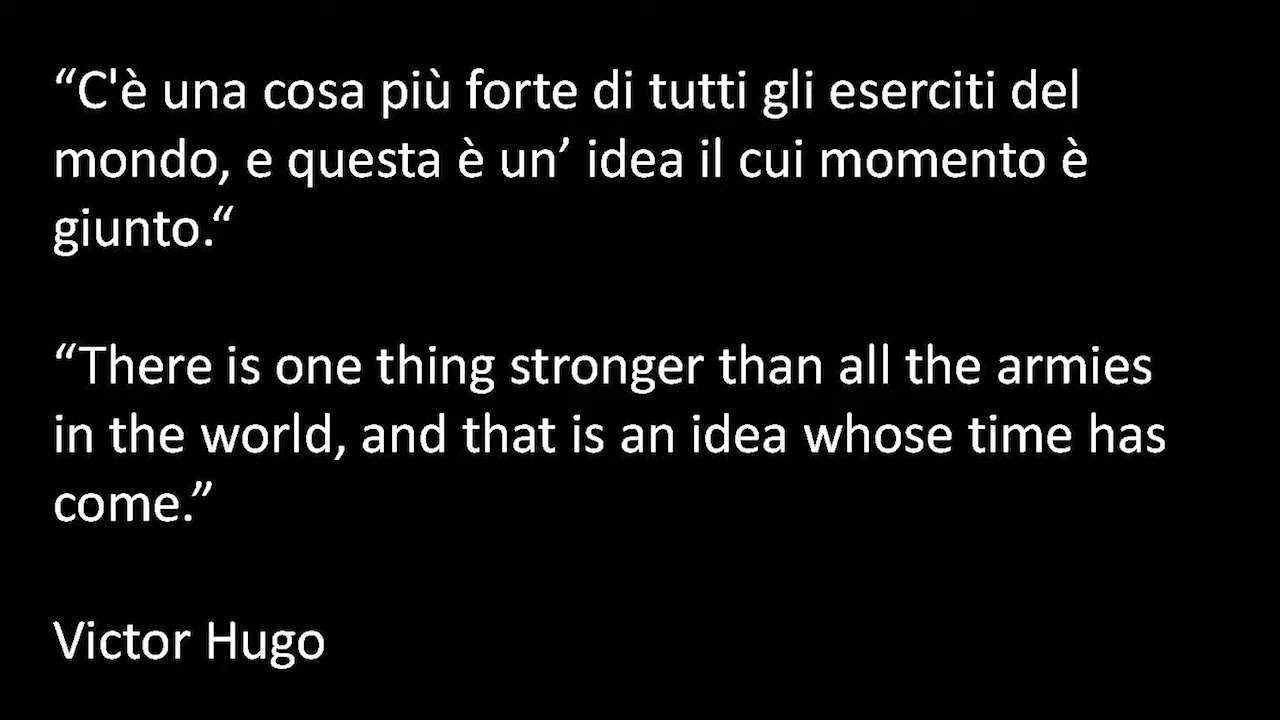 “C'è una cosa più forte di tutti gli eserciti del
mondo, e questa è un’ idea il cui momento è
giunto.“
“There is one thing stronger than all the armies
in the world, and that is an idea whose time has
come.”
Victor Hugo